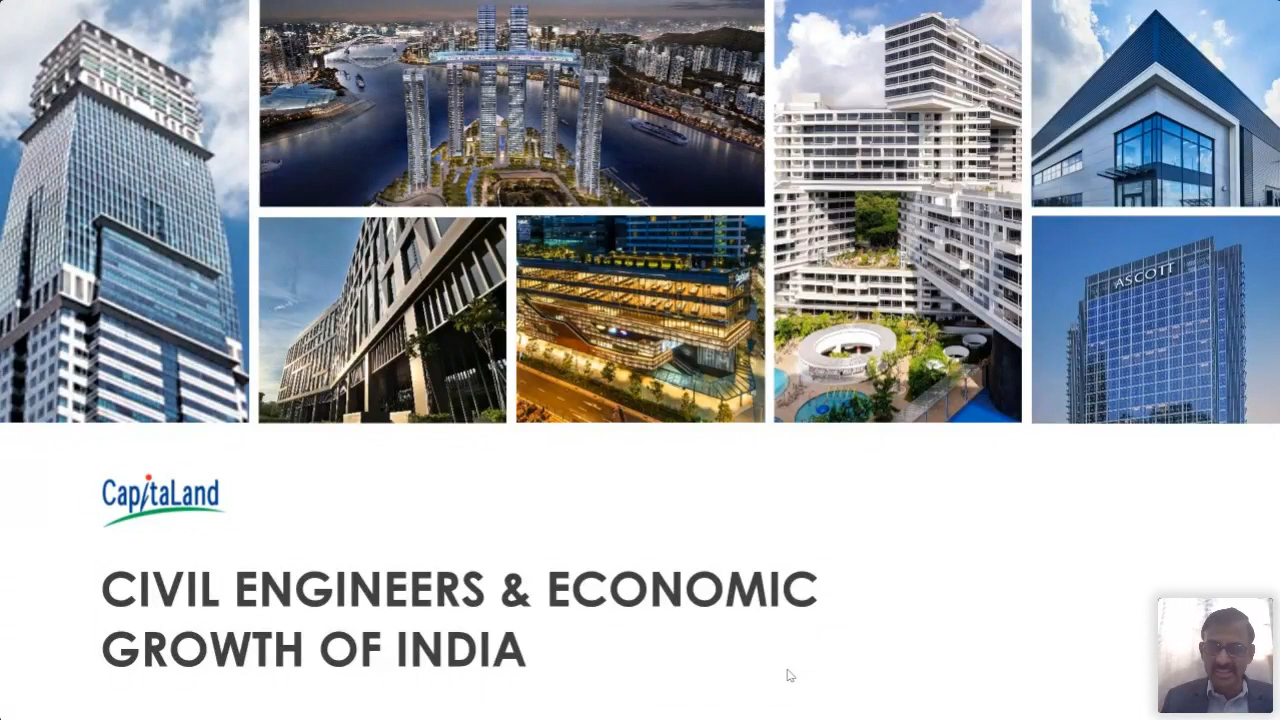 ASCOTT
CapitaLand
CIVIL ENGINEERS & ECONOMIC
GROWTH OF INDIA